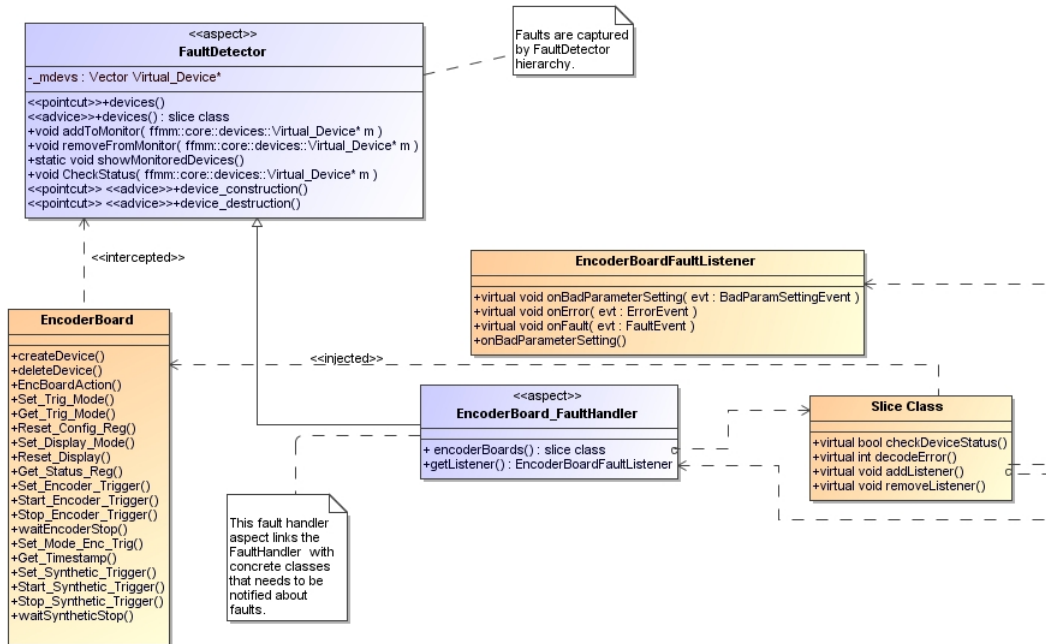 <<aspect>>
FaultDetector
-_mdevs : Vector Virtual_Device*
<<pointcut>>+devices()
<<advice>>+devices() : slice class
+void addToMonitor( ffmm::core::devices::Virtual_Device* m )
+void removeFromMonitor( ffmm::core::devices::Virtual_Device* m )
+static void showMonitoredDevices()
+void CheckStatus( ffmm::core::devices::Virtual_Device* m )
<<pointcut>> <<advice>>+device_construction()
<<pointcut>> <<advice>>+device_destruction()
Faults are captured
by FaultDetector
hierarchy.
<<intercepted>>
EncoderBoardFaultListener
+virtual void onBadParameterSetting( evt : BadParamSettingEvent )
+virtual void onError( evt : ErrorEvent )
+virtual void onFault( evt : FaultEvent )
+onBadParameterSetting()
EncoderBoard
+createDevice()
+deleteDevice()
+EncBoardAction()
+Set_Trig_Mode()
+Get_Trig_Mode()
+Reset_Config_Reg()
+Set_Display_Mode()
+Reset_Display()
+Get_Status_Reg()
+Set_Encoder_Trigger()
+Start_Encoder_Trigger()
+Stop_Encoder_Trigger()
+waitEncoderStop()
+Set_Mode_Enc_Trig()
+Get_Timestamp()
+Set_Synthetic_Trigger()
+Start_Synthetic_Trigger()
+Stop_Synthetic_Trigger()
+waitSyntheticStop()
<<injected>>
<<aspect>>
EncoderBoard_FaultHandler
+ encoderBoards() : slice class
+getListener() : EncoderBoardFaultListener
Slice Class
+virtual bool checkDeviceStatus()
+virtual int decodeError()
+virtual void addListener()
+virtual void removeListener()
This fault handler
aspect links the
FaultHandler with
concrete classes
that needs to be
notified about
faults.